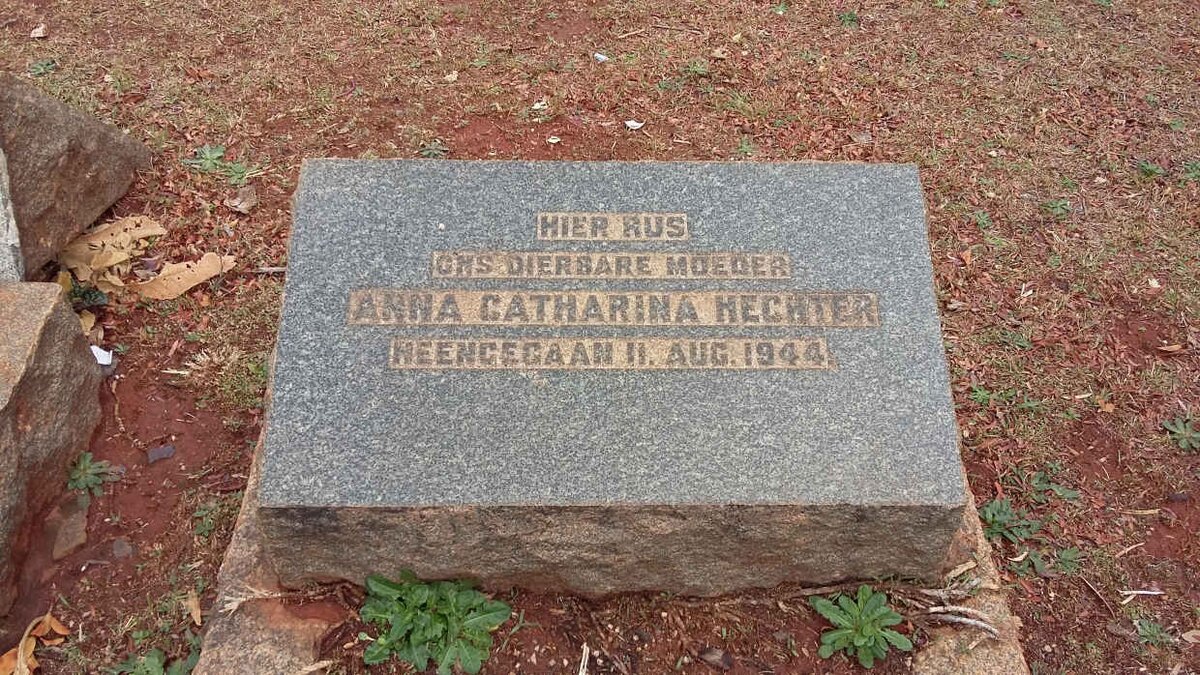 HIER RUS
ONS DIERBARE MOEDER
ANNA CATHARINA HECHTER
HEENGEGAAN 11. AUG. 1944.